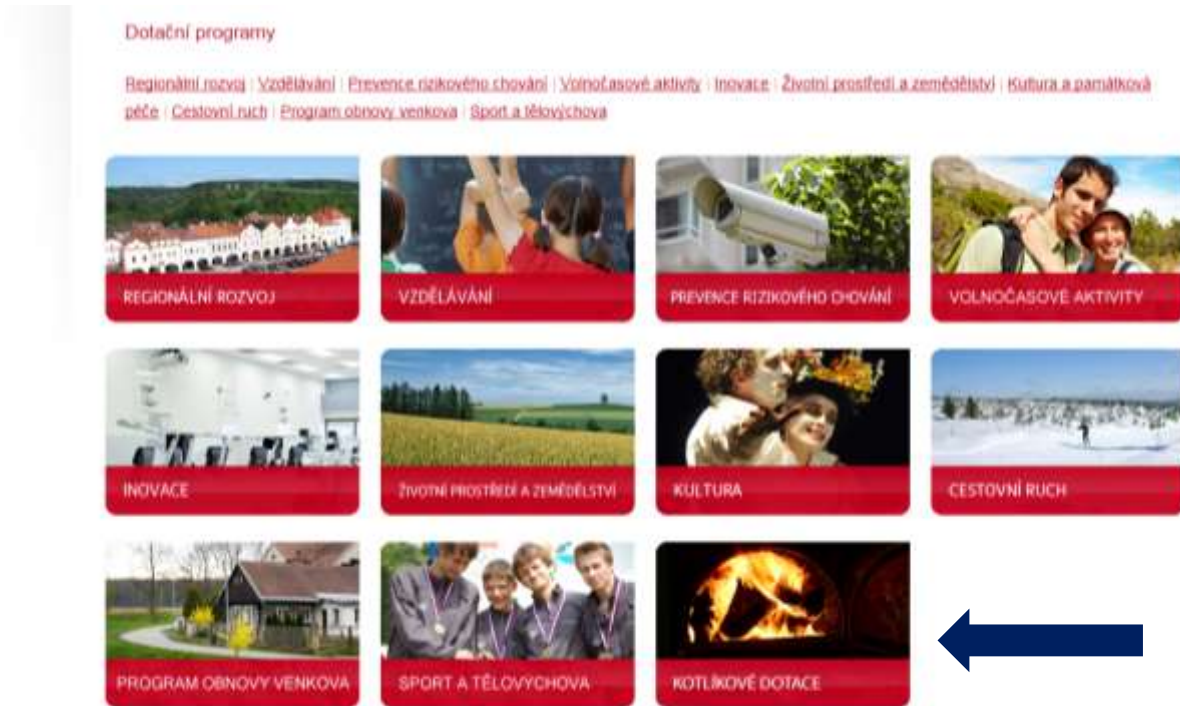 Dotační programy
Regionální rozvoj | Vzdělávání | Prevence rizikového chování | Volnočasové aktivity | Inovace | Životní prostředí a zemědělství | Kultura a památková
péče | Cestovní ruch | Program obnovy venkova | Sport a tělovýchova
REGIONÁLNÍ ROZVOJ
VZDĚLÁVÁNÍ
PREVENCE RIZIKOVÉHO CHOVÁNÍ
VOLNOČASOVÉ AKTIVITY
INOVACE
ŽIVOTNÍ PROSTŘEDÍ A ZEMĚDĚLSTVÍ
KULTURA
CESTOVNÍ RUCH
PROGRAM OBNOVY VENKOVA
SPORT A TĚLOVÝCHOVA
KOTLÍKOVÉ DOTACE